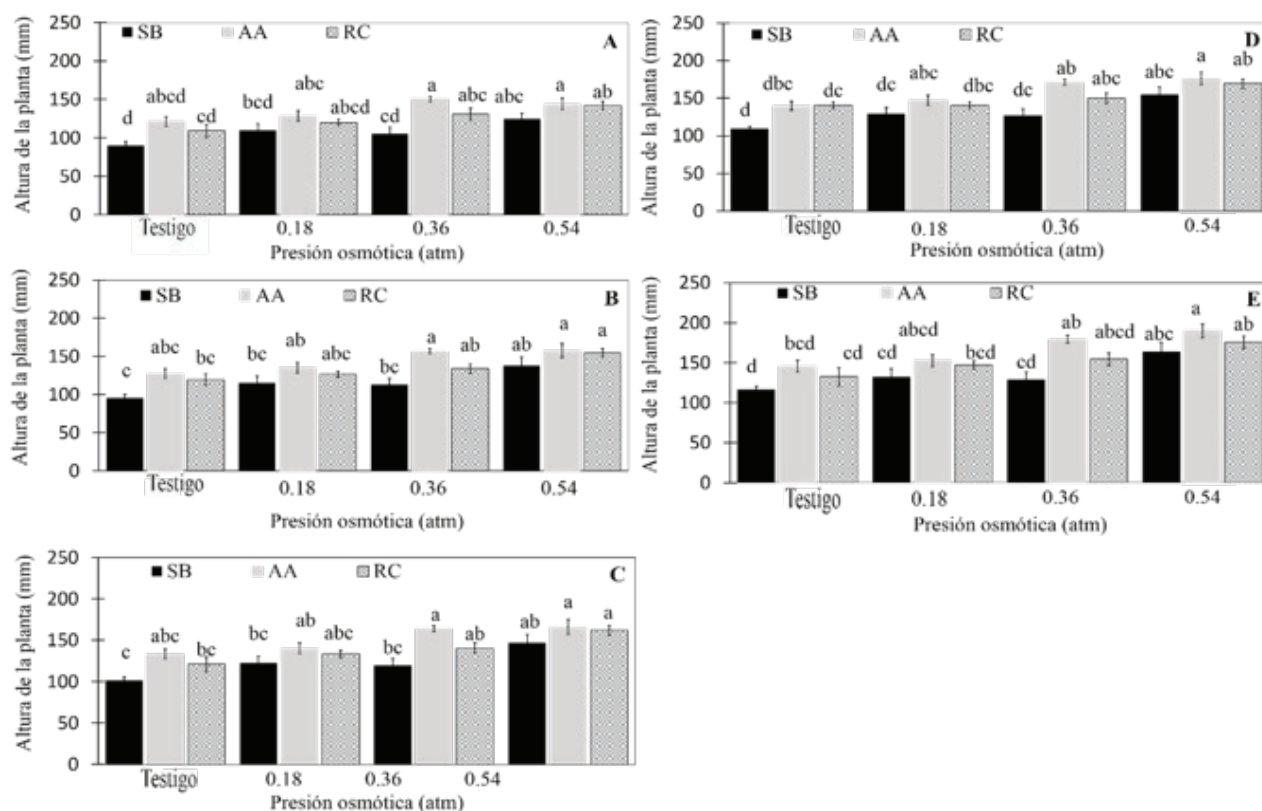 250
SB AA RC A
200
150
100
50
0
Altura de la planta (mm)
d abcd cd bcd abc abcd cd a abc abc a ab
Testigo 0.18 0.36 0.54
Presión osmótica (atm)
250
SB AA RC B
200
150
100
50
0
Altura de la planta (mm)
c abc bc bc ab abc bc a ab ab a a
Testigo 0.18 0.36 0.54
Presión osmótica (atm)
250
SB AA RC C
200
150
100
50
0
Altura de la planta (mm)
c abc bc bc ab abc bc a ab ab a a
Testigo 0.18 0.36 0.54
Presión osmótica (atm)
250
SB AA RC D
200
150
100
50
0
Altura de la planta (mm)
d dbc dc dc abc dbc dc ab abc abc a ab
Testigo 0.18 0.36 0.54
Presión osmótica (atm)
250
SB AA RC E
200
150
100
50
0
Altura de la planta (mm)
d bcd cd cd abcd bcd cd ab abcd abc a ab
Testigo 0.18 0.36 0.54
Presión osmótica (atm)